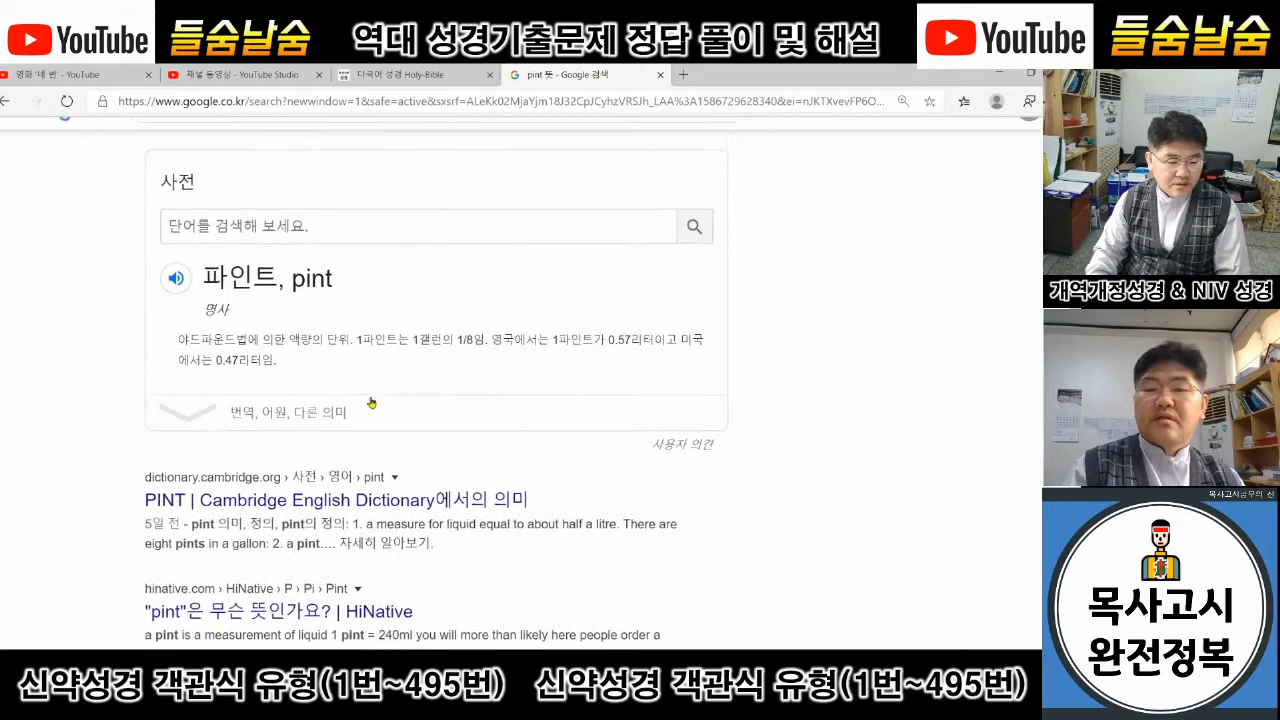 YouTube 들숨날숨 역대 성경기출문제 정답 풀이 및 해설 YouTube 들숨날숨
영화 '네 번' - YouTube
채널 동영상 - YouTube Studio
다국어 성경 Holy-Bible
pint 뜻 - Google 검색
사전
단어를 검색해 보세요.
파인트, pint
명사
야드파운드법에 의한 액량의 단위. 1파인트는 1갤런의 1/8임. 영국에서는 1파인트가 0.57리터이고 미국
에서는 0.47리터임.
번역, 어원, 다른 의미
사용자 의견
dictionary.cambridge.org › 사전 › 영어 › pint
PINT | Cambridge English Dictionary에서의 의미
5일 전 - pint 의미, 정의, pint의 정의: 1. a measure for liquid equal to about half a litre. There are
eight pints in a gallon: 2. a pint.... 자세히 알아보기.
hinative.com › HiNative › P › Pi › Pint
"pint"은 무슨 뜻인가요? | HiNative
a pint is a measurement of liquid 1 pint = 240ml you will more than likely here people order a
개역개정성경 & NIV 성경
목사고시공부의 신
목사고시
완전정복
신약성경 객관식 유형(1번~495번) 신약성경 객관식 유형(1번~495번)